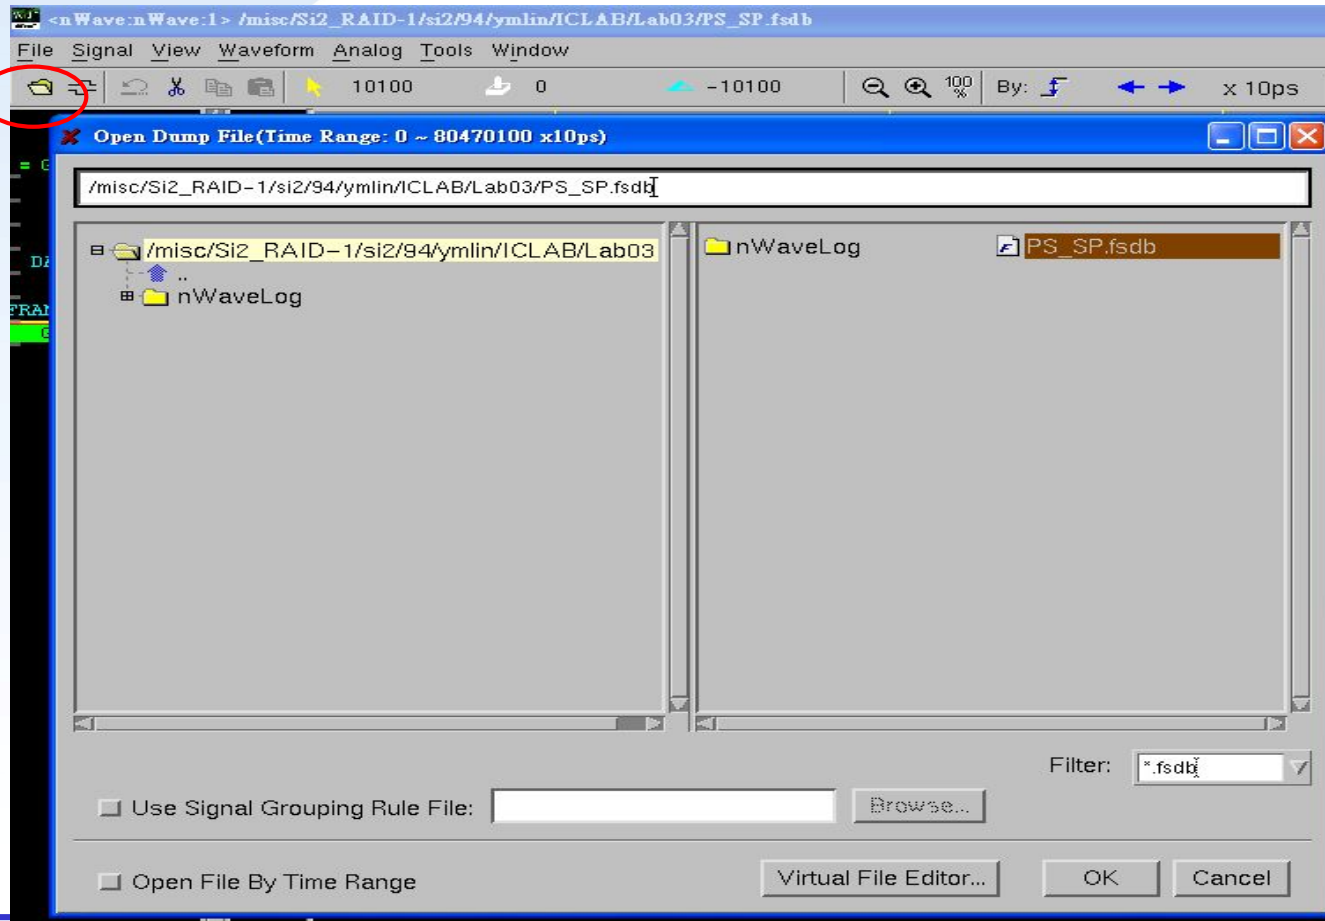 <nWave:nWave:1> /misc/Si2_RAID-1/si2/94/ymlin/ICLAB/Lab03/PS_SP.fsdb
File Signal View Waveform Analog Tools Window
10100 0 -10100 100 % By: x 10ps
Open Dump File(Time Range: 0 ~ 80470100 x10ps)
= G
/misc/Si2_RAID-1/si2/94/ymlin/ICLAB/Lab03/PS_SP.fsdb
/misc/Si2_RAID-1/si2/94/ymlin/ICLAB/Lab03 nWaveLog PS_SP.fsdb
..
nWaveLog
Filter: *.fsdb
Use Signal Grouping Rule File: Browse...
Open File By Time Range Virtual File Editor... OK Cancel